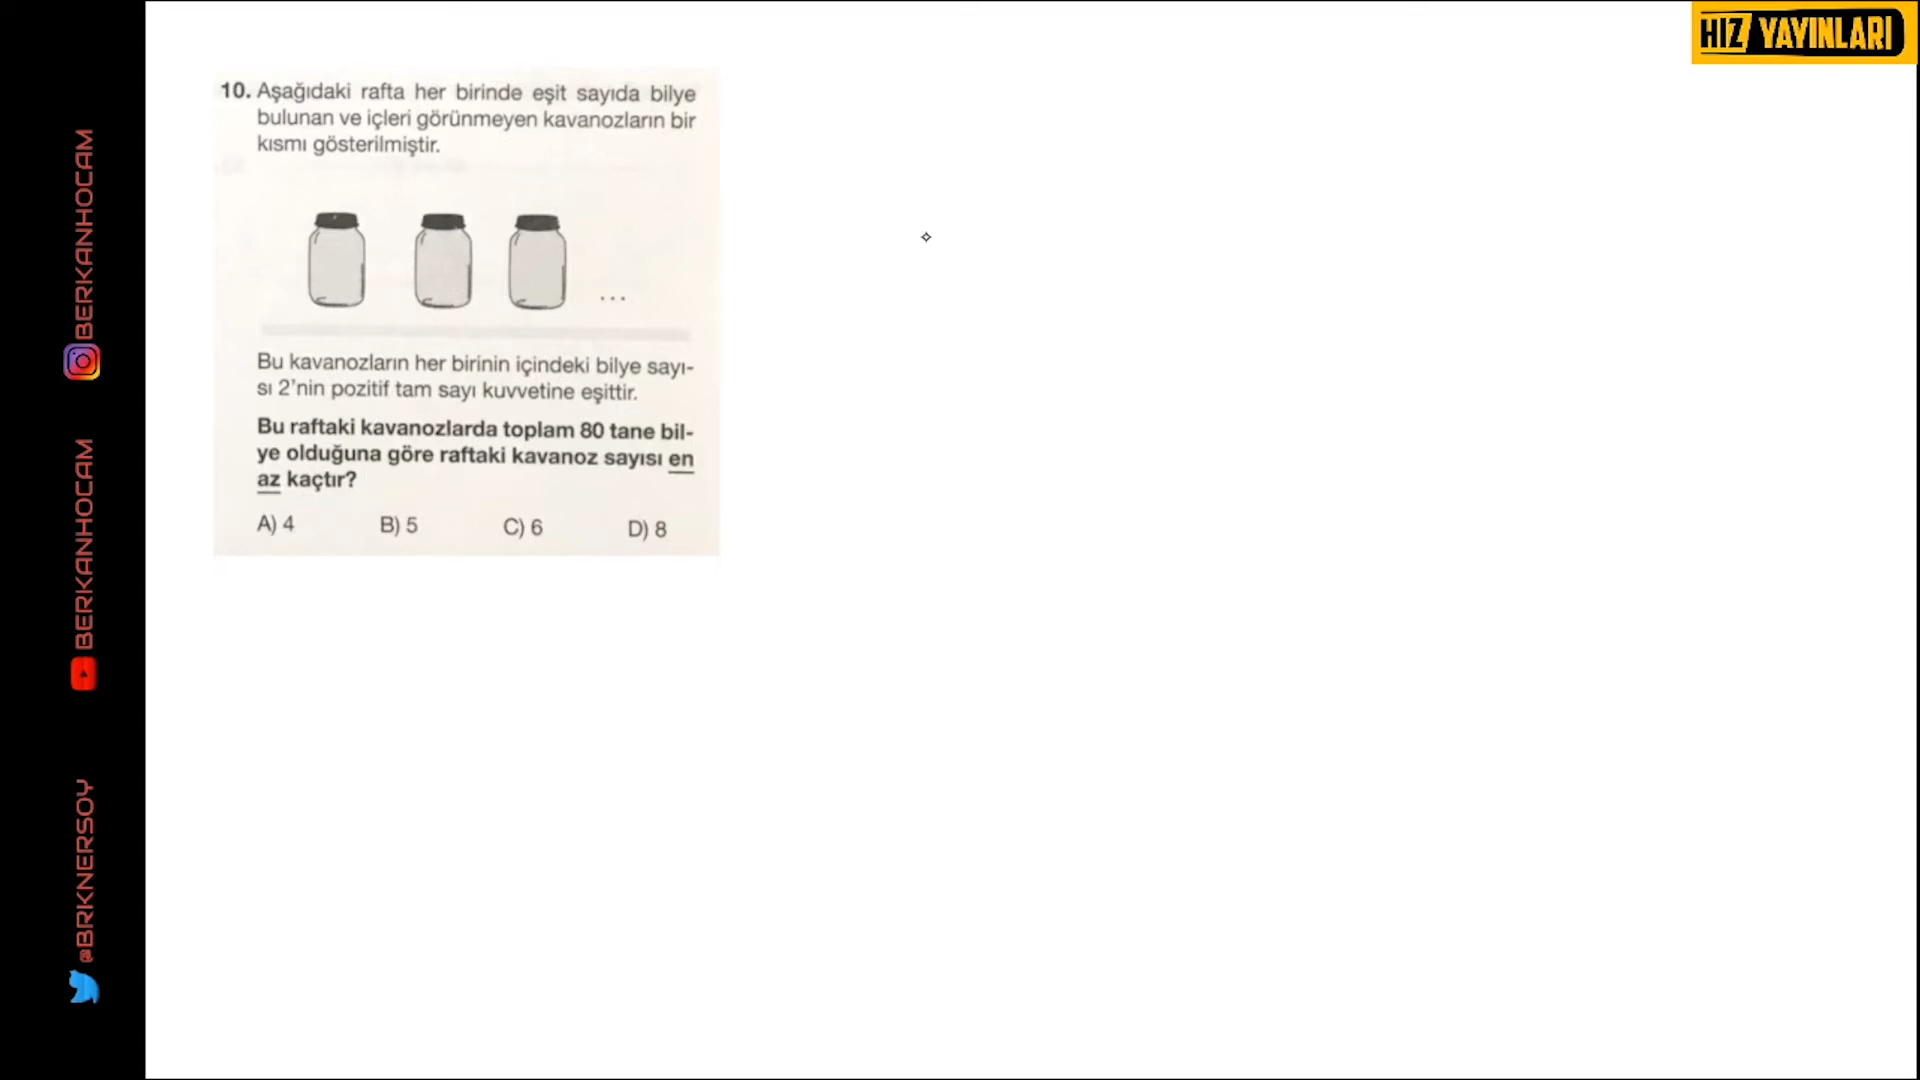 HIZ YAYINLARI
10. Aşağıdaki rafta her birinde eşit sayıda bilye
bulunan ve içleri görünmeyen kavanozların bir
kısmı gösterilmiştir.
...
Bu kavanozların her birinin içindeki bilye sayı-
sı 2'nin pozitif tam sayı kuvvetine eşittir.
Bu raftaki kavanozlarda toplam 80 tane bil-
ye olduğuna göre raftaki kavanoz sayısı en
az kaçtır?
A) 4 B) 5 C) 6 D) 8
BERKANHOCAM
BERKANHOCAM
@BRKNERSOY